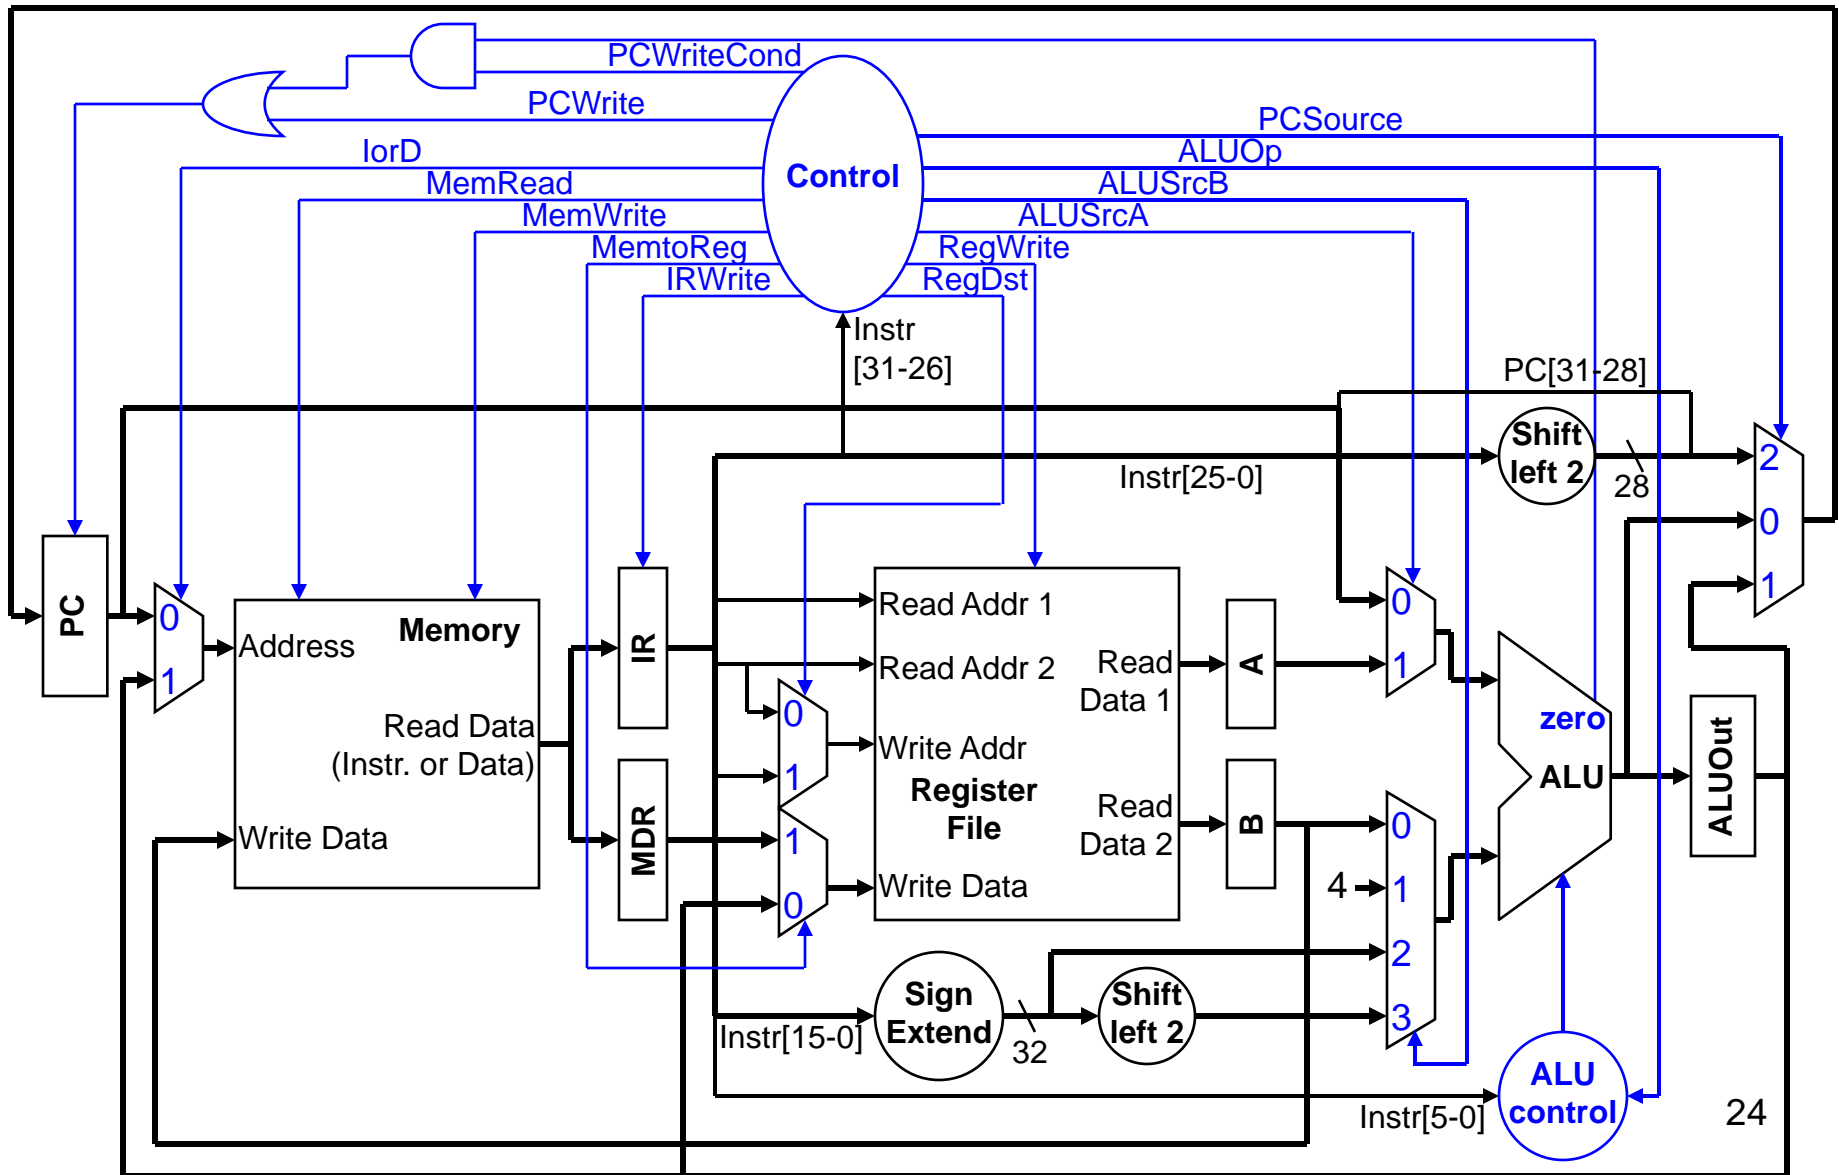 PCWriteCond
PCWrite
PCSource
IorD
ALUOp
Control
MemRead
ALUSrcB
MemWrite
ALUSrcA
MemtoReg
RegWrite
IRWrite
RegDst
Instr
[31-26]
PC[31-28]
Shift
left 2
Instr[25-0]
28
2
0
1
PC
0
1
Address
Memory
Read Data
(Instr. or Data)
Write Data
IR
MDR
0
1
1
0
Read Addr 1
Read Addr 2
Read
Data 1
Write Addr
Register
File
Read
Data 2
Write Data
A
B
0
1
zero
ALU
ALUOut
0
4
1
2
3
Sign
Extend
32
Shift
left 2
Instr[15-0]
ALU
control
Instr[5-0]
24